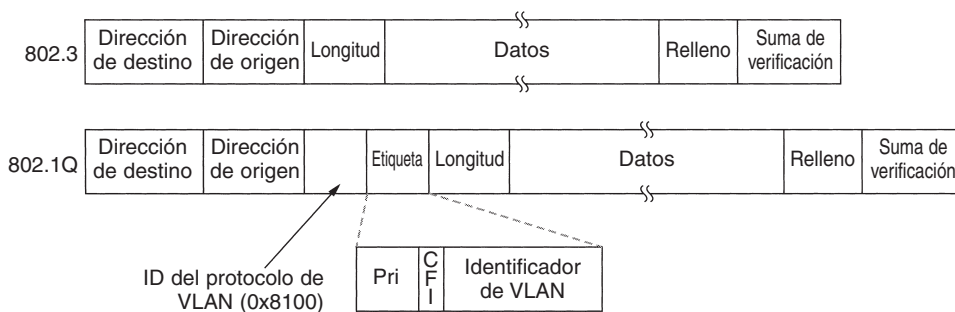 802.3
Dirección de destino
Dirección de origen
Longitud
Datos
Relleno
Suma de verificación
802.1Q
Dirección de destino
Dirección de origen
Etiqueta
Longitud
Datos
Relleno
Suma de verificación
ID del protocolo de
VLAN (0x8100)
Pri
CFI
Identificador
de VLAN